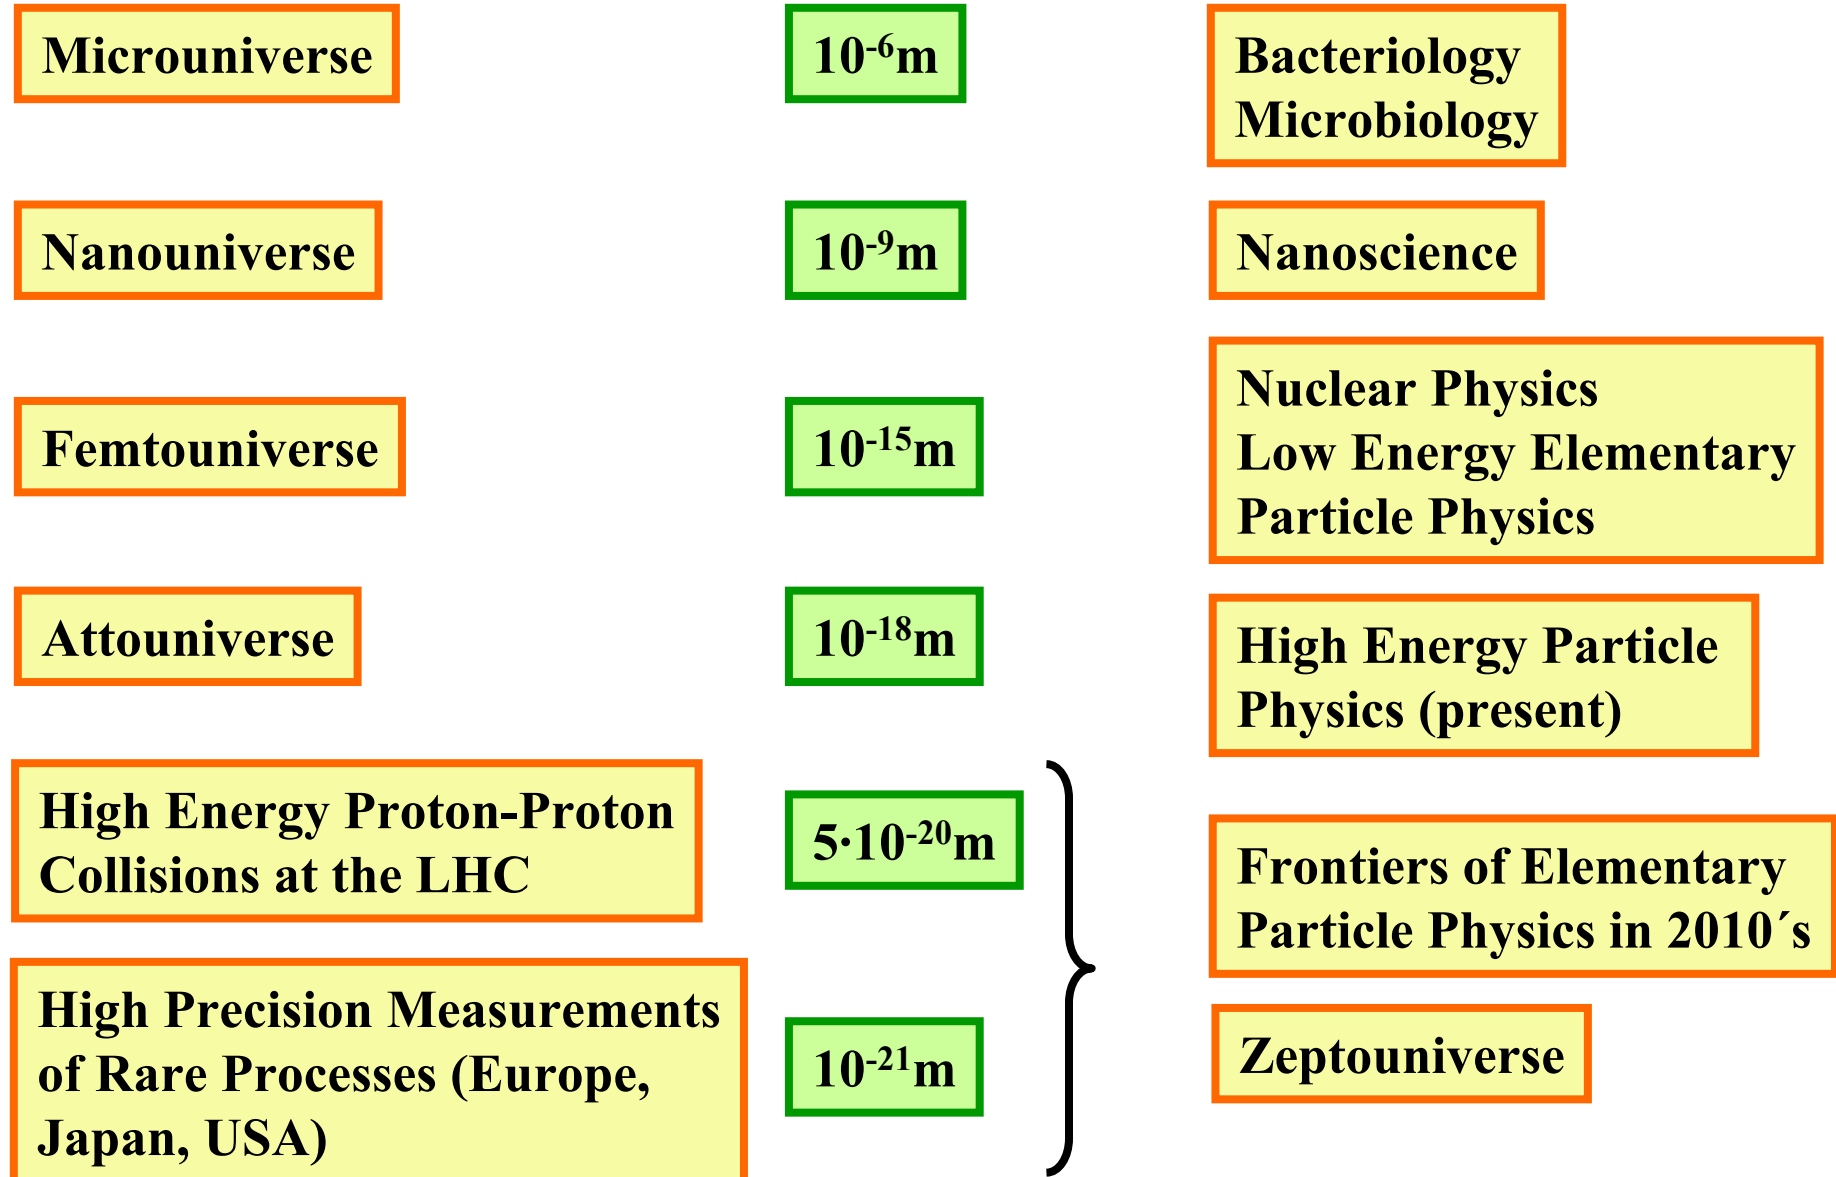 Microuniverse
10⁻⁶m
Bacteriology
Microbiology
Nanouniverse
10⁻⁹m
Nanoscience
Femtouniverse
10⁻¹⁵m
Nuclear Physics
Low Energy Elementary
Particle Physics
Attouniverse
10⁻¹⁸m
High Energy Particle
Physics (present)
High Energy Proton-Proton
Collisions at the LHC
5·10⁻²⁰m
Frontiers of Elementary
Particle Physics in 2010´s
High Precision Measurements
of Rare Processes (Europe,
Japan, USA)
10⁻²¹m
Zeptouniverse